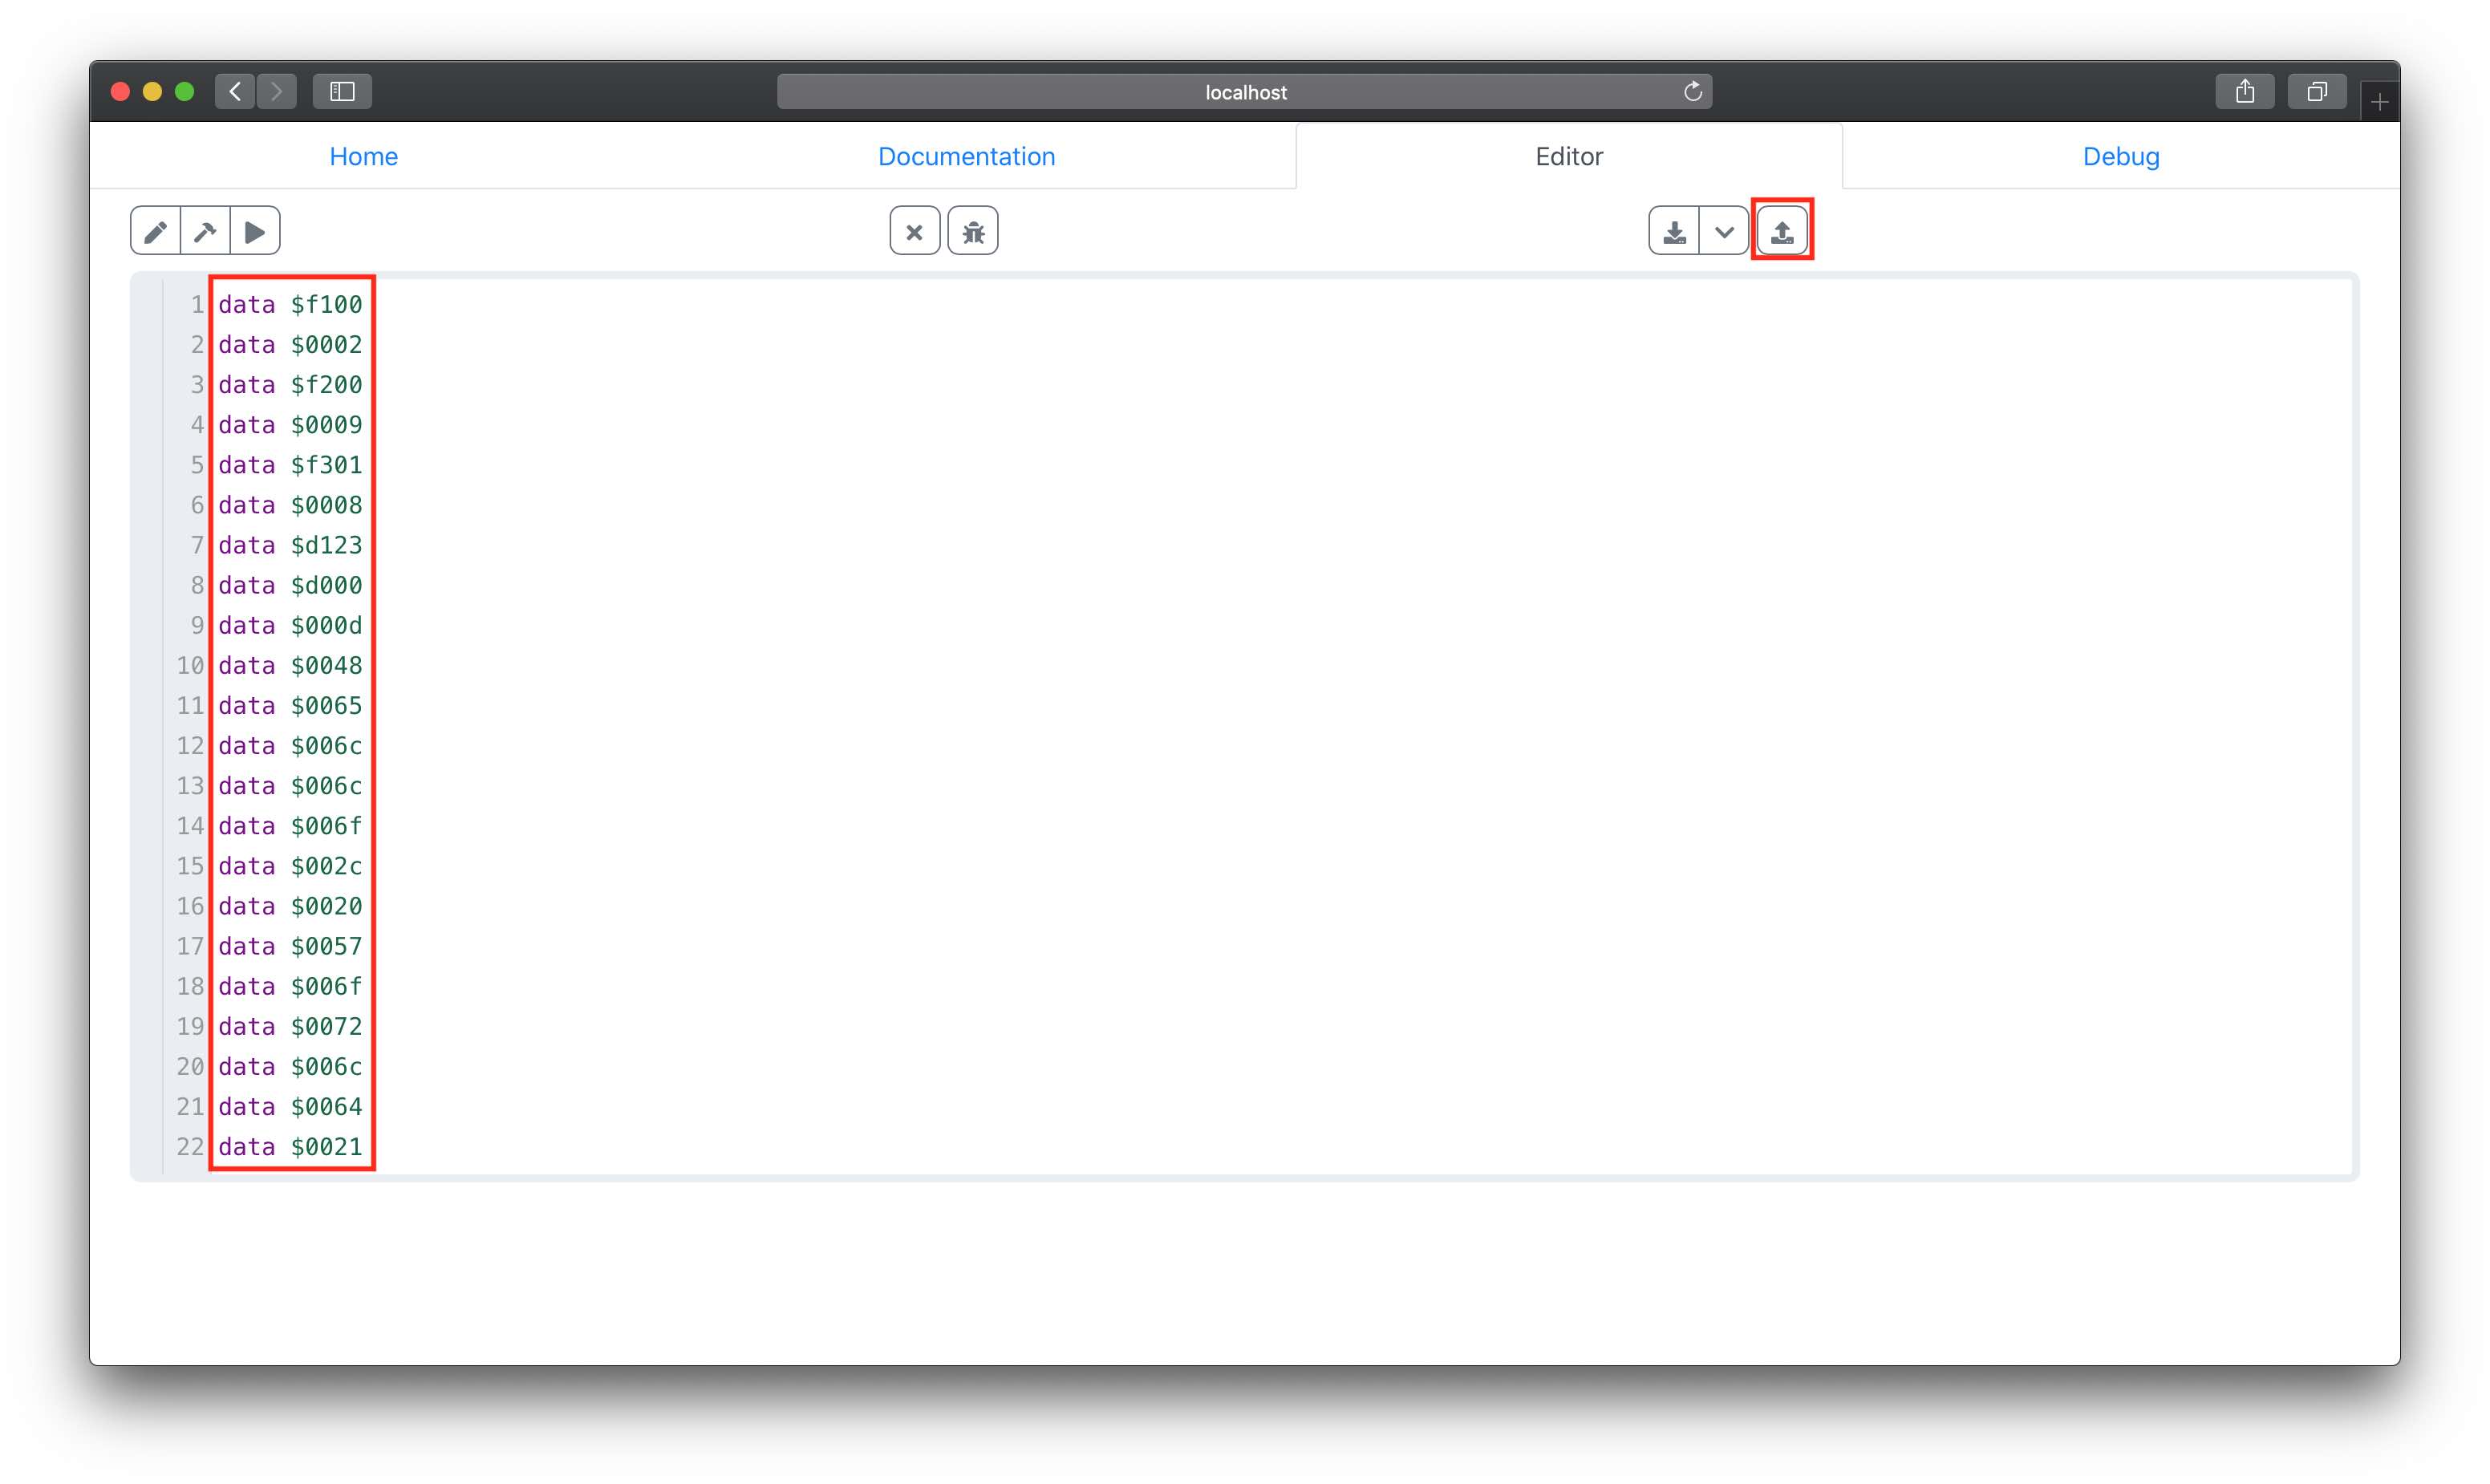 localhost
Home Documentation Editor Debug
1 data $f100
2 data $0002
3 data $f200
4 data $0009
5 data $f301
6 data $0008
7 data $d123
8 data $d000
9 data $000d
10 data $0048
11 data $0065
12 data $006c
13 data $006c
14 data $006f
15 data $002c
16 data $0020
17 data $0057
18 data $006f
19 data $0072
20 data $006c
21 data $0064
22 data $0021